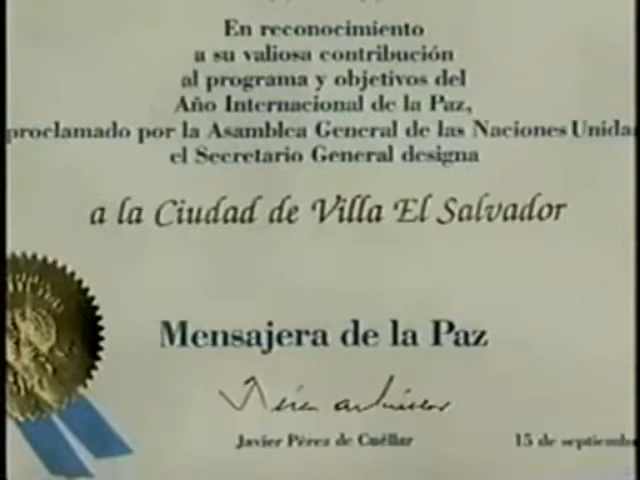 En reconocimiento
a su valiosa contribución
al programa y objetivos del
Año Internacional de la Paz,
proclamado por la Asamblea General de las Naciones Unida
el Secretario General designa
a la Ciudad de Villa El Salvador
Mensajera de la Paz
Javier Pérez de Cuéllar 15 de septiemb